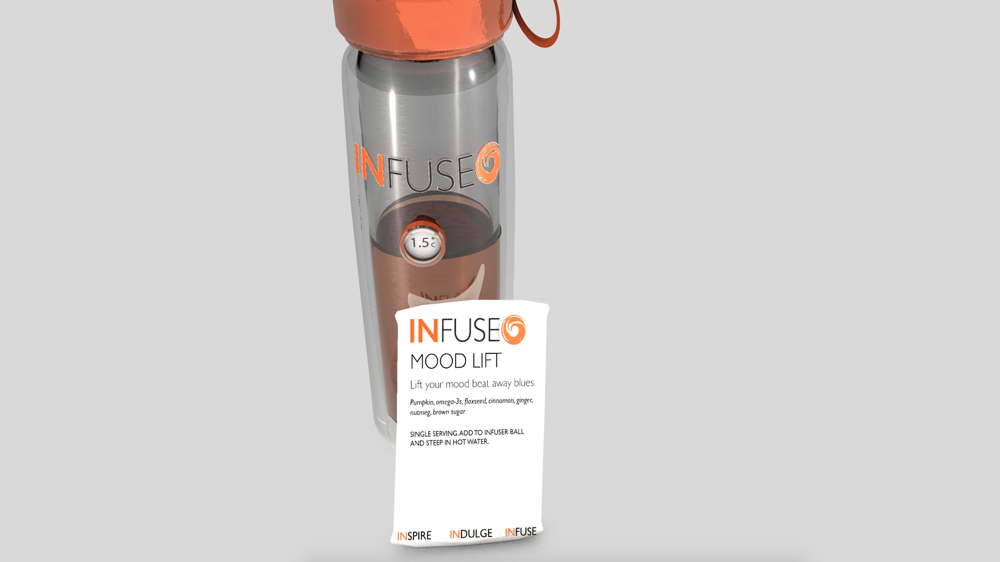 INFUSE
1.5°C
INFUSE
INFUSE
MOOD LIFT
Lift your mood beat away blues
Pumpkin, omega-3s, flaxseed, cinnamon, ginger,
nutmeg, brown sugar
SINGLE SERVING. ADD TO INFUSER BALL
AND STEEP IN HOT WATER.
INSPIRE INDULGE INFUSE